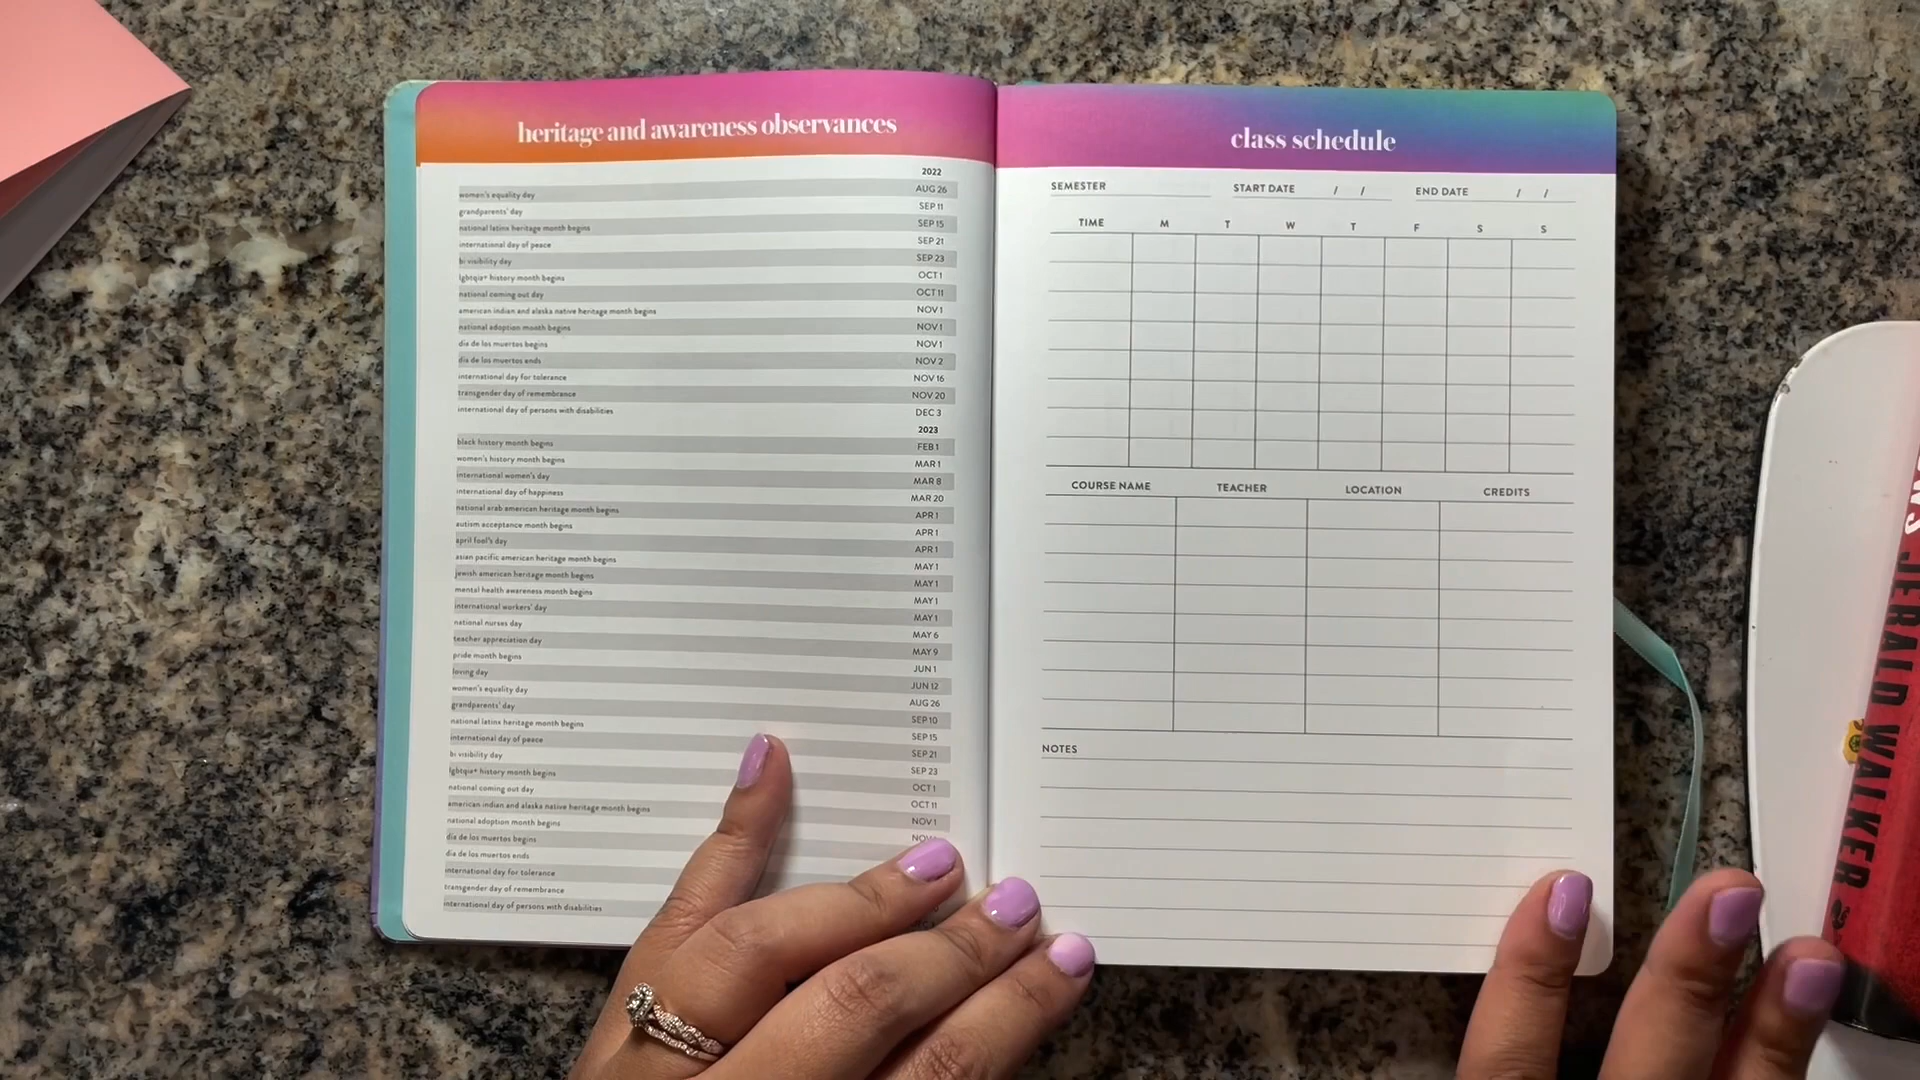 heritage and awareness observances
2022
women's equality day AUG 26
grandparents' day SEP 11
national latinx heritage month begins SEP 15
international day of peace SEP 21
bi visibility day SEP 23
lgbtqia+ history month begins OCT 1
national coming out day OCT 11
american indian and alaska native heritage month begins NOV 1
national adoption month begins NOV 1
dia de los muertos begins NOV 1
dia de los muertos ends NOV 2
international day for tolerance NOV 16
transgender day of remembrance NOV 20
international day of persons with disabilities DEC 3
2023
black history month begins FEB 1
women's history month begins MAR 1
international women's day MAR 8
international day of happiness MAR 20
national arab american heritage month begins APR 1
autism acceptance month begins APR 1
april fool's day APR 1
asian pacific american heritage month begins MAY 1
jewish american heritage month begins MAY 1
mental health awareness month begins MAY 1
international workers' day MAY 1
national nurses day MAY 6
teacher appreciation day MAY 9
pride month begins JUN 1
loving day JUN 12
women's equality day AUG 26
grandparents' day SEP 10
national latinx heritage month begins SEP 15
international day of peace SEP 21
bi visibility day SEP 23
lgbtqia+ history month begins OCT 1
national coming out day OCT 11
american indian and alaska native heritage month begins NOV 1
national adoption month begins NOV
dia de los muertos begins
dia de los muertos ends
international day for tolerance
transgender day of remembrance
international day of persons with disabilities
class schedule
SEMESTER START DATE / / END DATE / /
TIME M T W T F S S
COURSE NAME TEACHER LOCATION CREDITS
NOTES
JERALD WALKER